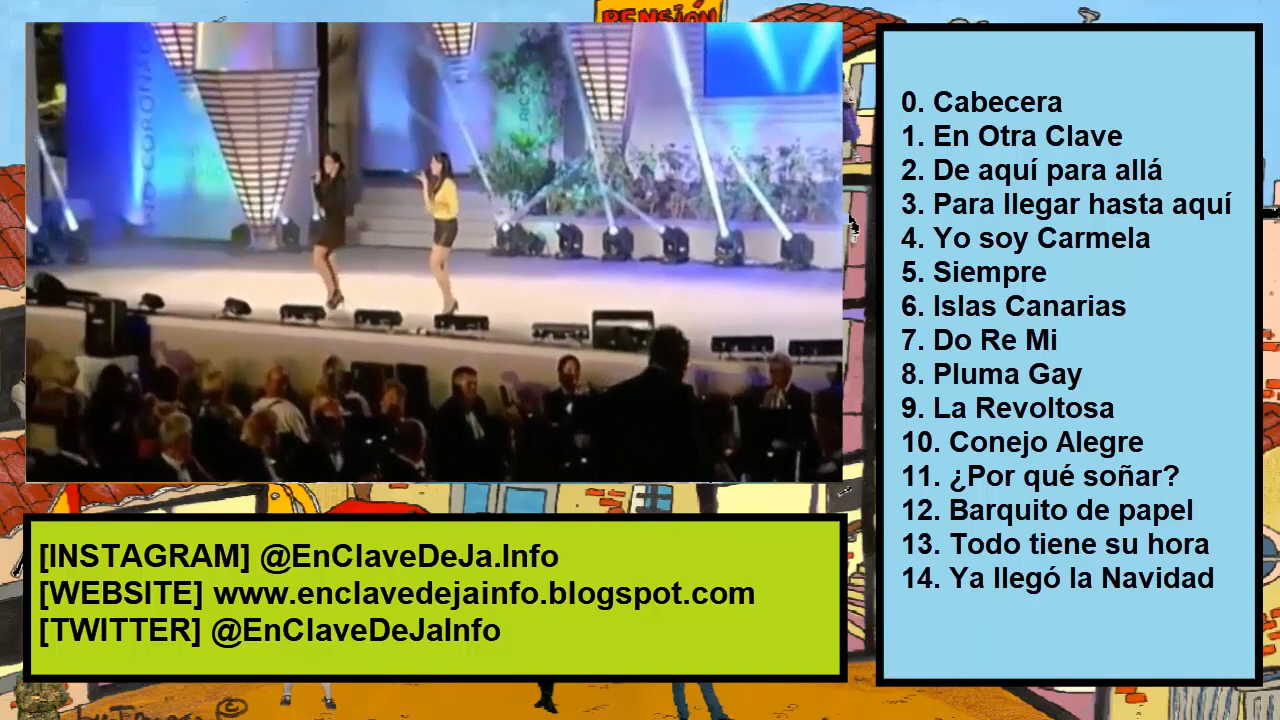 PENSIÓN
0. Cabecera
1. En Otra Clave
2. De aquí para allá
3. Para llegar hasta aquí
4. Yo soy Carmela
5. Siempre
6. Islas Canarias
7. Do Re Mi
8. Pluma Gay
9. La Revoltosa
10. Conejo Alegre
11. ¿Por qué soñar?
12. Barquito de papel
13. Todo tiene su hora
14. Ya llegó la Navidad
[INSTAGRAM] @EnClaveDeJa.Info
[WEBSITE] www.enclavedejainfo.blogspot.com
[TWITTER] @EnClaveDeJaInfo